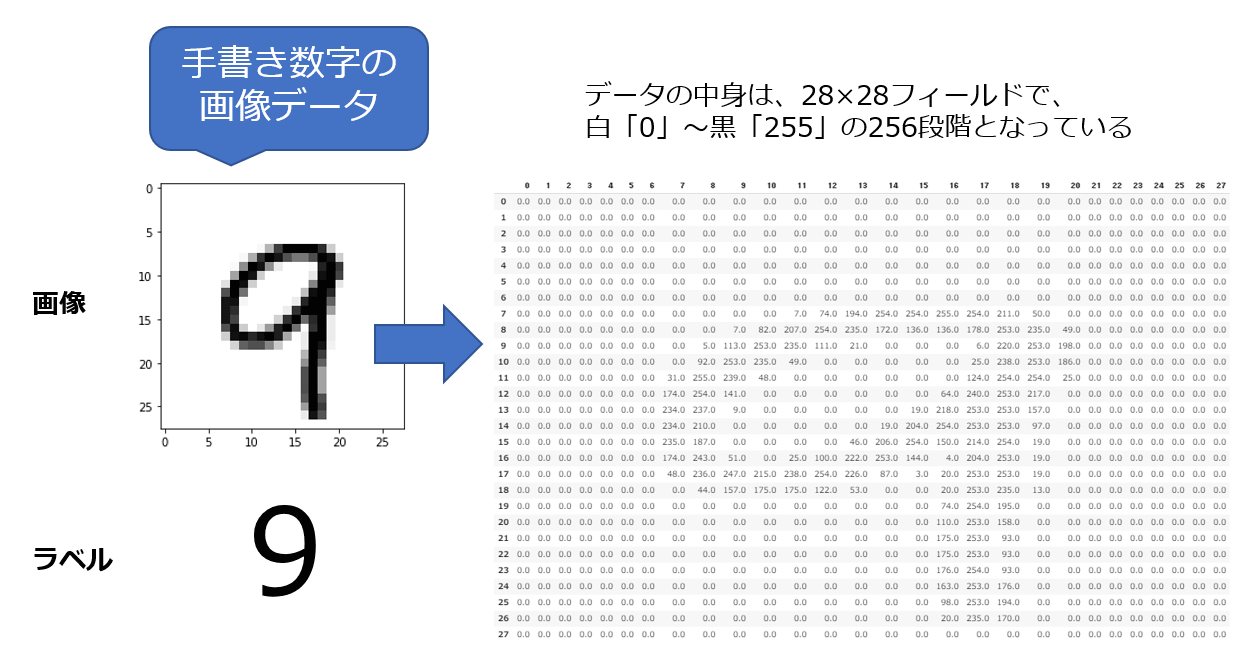 手書き数字の
画像データ
データの中身は、28×28フィールドで、
白「0」～黒「255」の256段階となっている
画像
0
5
10
15
20
25
0 5 10 15 20 25
ラベル
9
0 1 2 3 4 5 6 7 8 9 10 11 12 13 14 15 16 17 18 19 20 21 22 23 24 25 26 27
0 0.0 0.0 0.0 0.0 0.0 0.0 0.0 0.0 0.0 0.0 0.0 0.0 0.0 0.0 0.0 0.0 0.0 0.0 0.0 0.0 0.0 0.0 0.0 0.0 0.0 0.0 0.0 0.0
1 0.0 0.0 0.0 0.0 0.0 0.0 0.0 0.0 0.0 0.0 0.0 0.0 0.0 0.0 0.0 0.0 0.0 0.0 0.0 0.0 0.0 0.0 0.0 0.0 0.0 0.0 0.0 0.0
2 0.0 0.0 0.0 0.0 0.0 0.0 0.0 0.0 0.0 0.0 0.0 0.0 0.0 0.0 0.0 0.0 0.0 0.0 0.0 0.0 0.0 0.0 0.0 0.0 0.0 0.0 0.0 0.0
3 0.0 0.0 0.0 0.0 0.0 0.0 0.0 0.0 0.0 0.0 0.0 0.0 0.0 0.0 0.0 0.0 0.0 0.0 0.0 0.0 0.0 0.0 0.0 0.0 0.0 0.0 0.0 0.0
4 0.0 0.0 0.0 0.0 0.0 0.0 0.0 0.0 0.0 0.0 0.0 0.0 0.0 0.0 0.0 0.0 0.0 0.0 0.0 0.0 0.0 0.0 0.0 0.0 0.0 0.0 0.0 0.0
5 0.0 0.0 0.0 0.0 0.0 0.0 0.0 0.0 0.0 0.0 0.0 0.0 0.0 0.0 0.0 0.0 0.0 0.0 0.0 0.0 0.0 0.0 0.0 0.0 0.0 0.0 0.0 0.0
6 0.0 0.0 0.0 0.0 0.0 0.0 0.0 0.0 0.0 0.0 0.0 0.0 0.0 0.0 0.0 0.0 0.0 0.0 0.0 0.0 0.0 0.0 0.0 0.0 0.0 0.0 0.0 0.0
7 0.0 0.0 0.0 0.0 0.0 0.0 0.0 0.0 0.0 0.0 0.0 7.0 74.0 194.0 254.0 254.0 255.0 254.0 211.0 50.0 0.0 0.0 0.0 0.0 0.0 0.0 0.0 0.0
8 0.0 0.0 0.0 0.0 0.0 0.0 0.0 0.0 0.0 7.0 82.0 207.0 254.0 235.0 172.0 136.0 136.0 178.0 253.0 235.0 49.0 0.0 0.0 0.0 0.0 0.0 0.0 0.0
9 0.0 0.0 0.0 0.0 0.0 0.0 0.0 0.0 5.0 113.0 253.0 235.0 111.0 21.0 0.0 0.0 0.0 6.0 220.0 253.0 198.0 0.0 0.0 0.0 0.0 0.0 0.0 0.0
10 0.0 0.0 0.0 0.0 0.0 0.0 0.0 0.0 92.0 253.0 235.0 49.0 0.0 0.0 0.0 0.0 0.0 25.0 238.0 253.0 186.0 0.0 0.0 0.0 0.0 0.0 0.0 0.0
11 0.0 0.0 0.0 0.0 0.0 0.0 0.0 31.0 255.0 239.0 48.0 0.0 0.0 0.0 0.0 0.0 0.0 124.0 254.0 254.0 25.0 0.0 0.0 0.0 0.0 0.0 0.0 0.0
12 0.0 0.0 0.0 0.0 0.0 0.0 0.0 174.0 254.0 141.0 0.0 0.0 0.0 0.0 0.0 0.0 64.0 240.0 253.0 217.0 0.0 0.0 0.0 0.0 0.0 0.0 0.0 0.0
13 0.0 0.0 0.0 0.0 0.0 0.0 0.0 234.0 237.0 9.0 0.0 0.0 0.0 0.0 0.0 19.0 218.0 253.0 253.0 157.0 0.0 0.0 0.0 0.0 0.0 0.0 0.0 0.0
14 0.0 0.0 0.0 0.0 0.0 0.0 0.0 234.0 210.0 0.0 0.0 0.0 0.0 0.0 19.0 204.0 254.0 253.0 253.0 97.0 0.0 0.0 0.0 0.0 0.0 0.0 0.0 0.0
15 0.0 0.0 0.0 0.0 0.0 0.0 0.0 235.0 187.0 0.0 0.0 0.0 0.0 46.0 206.0 254.0 150.0 214.0 254.0 19.0 0.0 0.0 0.0 0.0 0.0 0.0 0.0 0.0
16 0.0 0.0 0.0 0.0 0.0 0.0 0.0 174.0 243.0 51.0 0.0 25.0 100.0 222.0 253.0 144.0 4.0 204.0 253.0 19.0 0.0 0.0 0.0 0.0 0.0 0.0 0.0 0.0
17 0.0 0.0 0.0 0.0 0.0 0.0 0.0 48.0 236.0 247.0 215.0 238.0 254.0 226.0 87.0 3.0 20.0 253.0 253.0 19.0 0.0 0.0 0.0 0.0 0.0 0.0 0.0 0.0
18 0.0 0.0 0.0 0.0 0.0 0.0 0.0 0.0 44.0 157.0 175.0 175.0 122.0 53.0 0.0 0.0 20.0 253.0 235.0 13.0 0.0 0.0 0.0 0.0 0.0 0.0 0.0 0.0
19 0.0 0.0 0.0 0.0 0.0 0.0 0.0 0.0 0.0 0.0 0.0 0.0 0.0 0.0 0.0 0.0 74.0 254.0 195.0 0.0 0.0 0.0 0.0 0.0 0.0 0.0 0.0 0.0
20 0.0 0.0 0.0 0.0 0.0 0.0 0.0 0.0 0.0 0.0 0.0 0.0 0.0 0.0 0.0 0.0 110.0 253.0 158.0 0.0 0.0 0.0 0.0 0.0 0.0 0.0 0.0 0.0
21 0.0 0.0 0.0 0.0 0.0 0.0 0.0 0.0 0.0 0.0 0.0 0.0 0.0 0.0 0.0 0.0 175.0 253.0 93.0 0.0 0.0 0.0 0.0 0.0 0.0 0.0 0.0 0.0
22 0.0 0.0 0.0 0.0 0.0 0.0 0.0 0.0 0.0 0.0 0.0 0.0 0.0 0.0 0.0 0.0 175.0 253.0 93.0 0.0 0.0 0.0 0.0 0.0 0.0 0.0 0.0 0.0
23 0.0 0.0 0.0 0.0 0.0 0.0 0.0 0.0 0.0 0.0 0.0 0.0 0.0 0.0 0.0 0.0 176.0 254.0 93.0 0.0 0.0 0.0 0.0 0.0 0.0 0.0 0.0 0.0
24 0.0 0.0 0.0 0.0 0.0 0.0 0.0 0.0 0.0 0.0 0.0 0.0 0.0 0.0 0.0 0.0 163.0 253.0 176.0 0.0 0.0 0.0 0.0 0.0 0.0 0.0 0.0 0.0
25 0.0 0.0 0.0 0.0 0.0 0.0 0.0 0.0 0.0 0.0 0.0 0.0 0.0 0.0 0.0 0.0 98.0 253.0 194.0 0.0 0.0 0.0 0.0 0.0 0.0 0.0 0.0 0.0
26 0.0 0.0 0.0 0.0 0.0 0.0 0.0 0.0 0.0 0.0 0.0 0.0 0.0 0.0 0.0 0.0 20.0 235.0 170.0 0.0 0.0 0.0 0.0 0.0 0.0 0.0 0.0 0.0
27 0.0 0.0 0.0 0.0 0.0 0.0 0.0 0.0 0.0 0.0 0.0 0.0 0.0 0.0 0.0 0.0 0.0 0.0 0.0 0.0 0.0 0.0 0.0 0.0 0.0 0.0 0.0 0.0